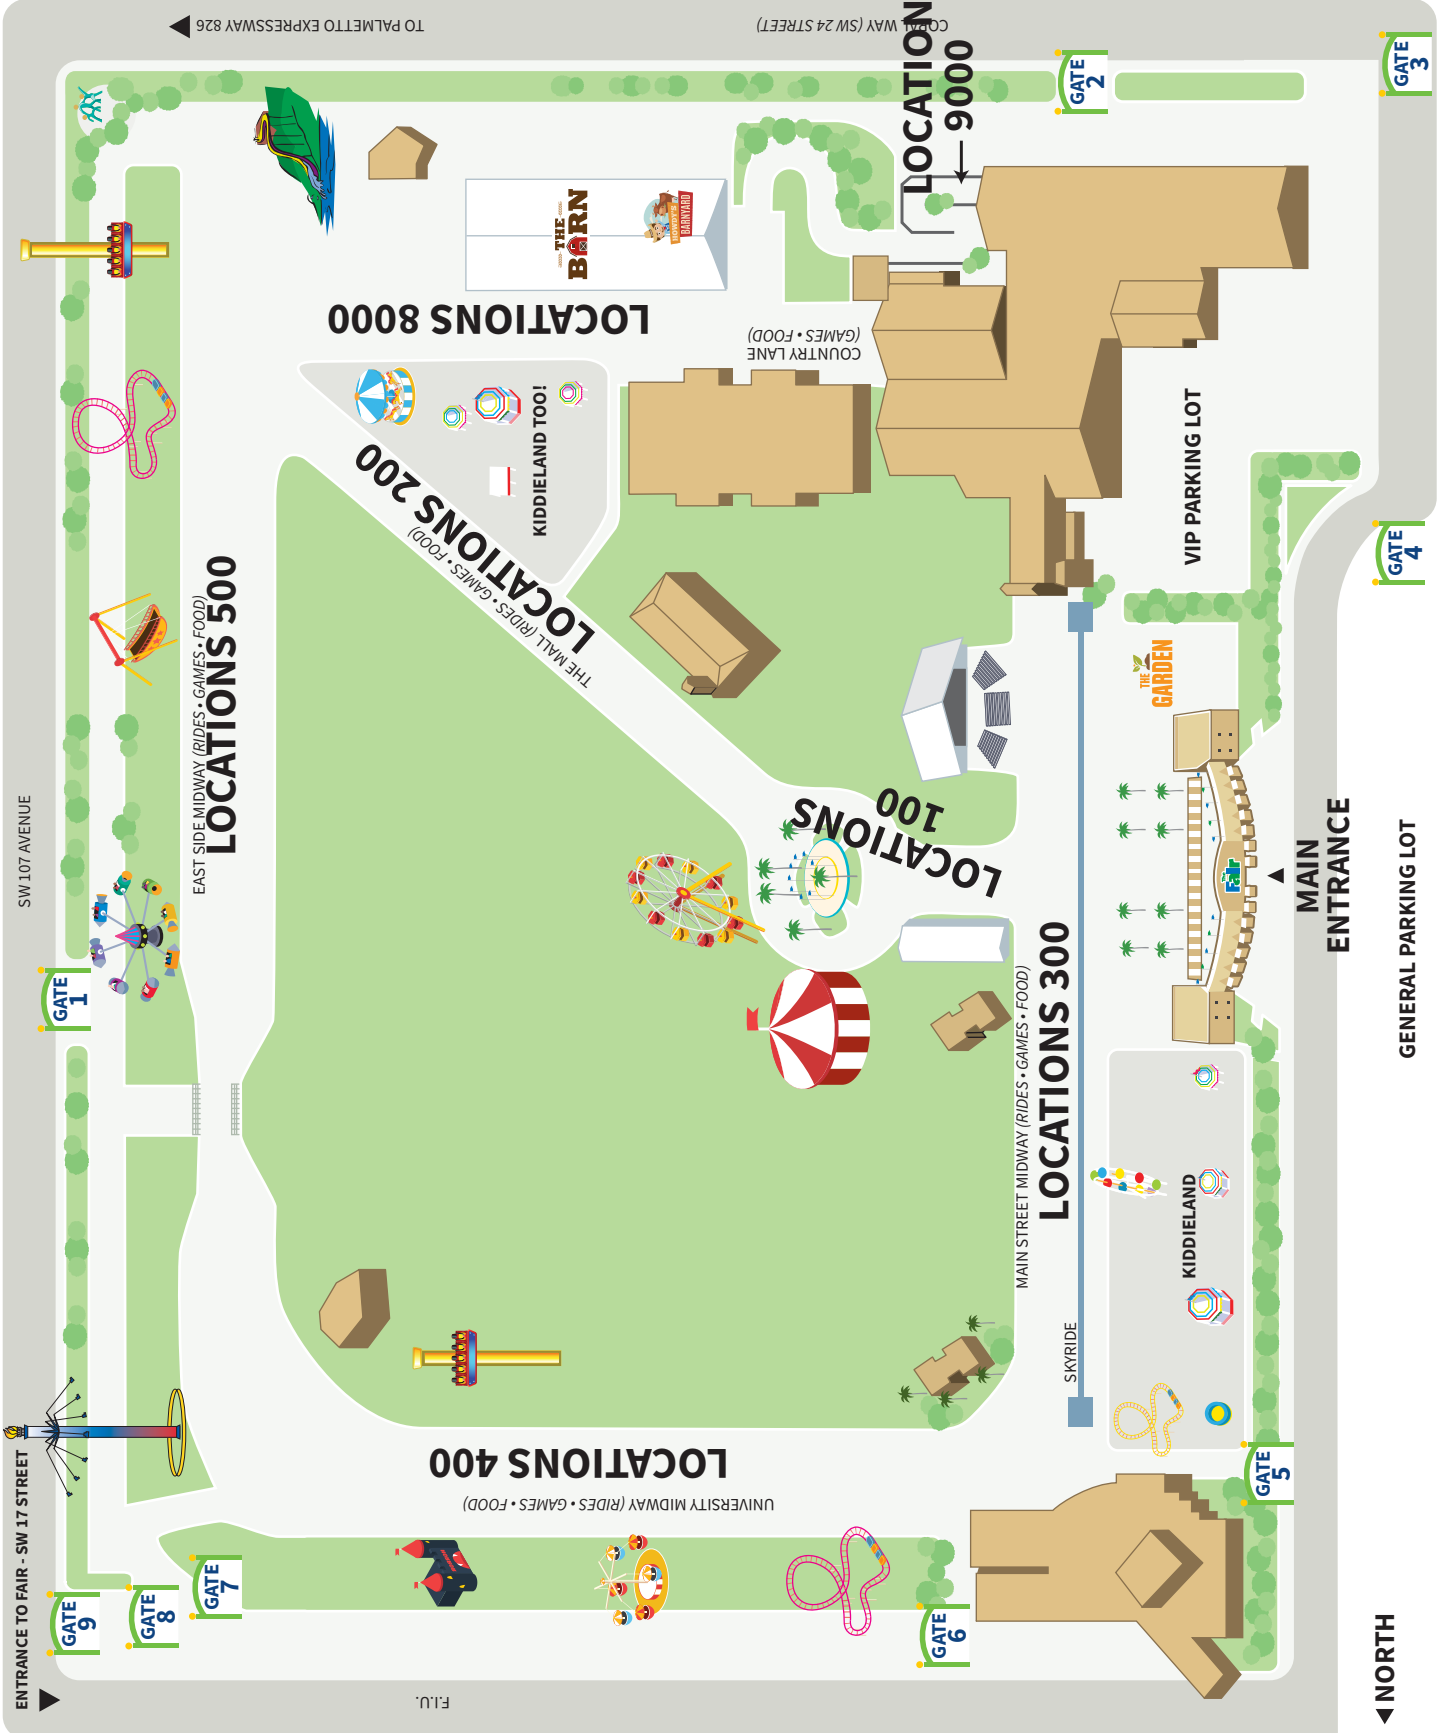 TO PALMETTO EXPRESSWAY 826
CORAL WAY (SW 24 STREET)
GATE
3
GATE
2
LOCATION
9000
THE
BARN
HOWDY'S
BARNYARD
LOCATIONS 8000
COUNTRY LANE
(GAMES • FOOD)
KIDDIELAND TOO!
LOCATIONS 200
THE MALL (RIDES • GAMES • FOOD)
VIP PARKING LOT
GATE
4
SW 107 AVENUE
EAST SIDE MIDWAY (RIDES • GAMES • FOOD)
LOCATIONS 500
THE
GARDEN
LOCATIONS
100
Fair
MAIN
ENTRANCE
GENERAL PARKING LOT
GATE
1
MAIN STREET MIDWAY (RIDES • GAMES • FOOD)
LOCATIONS 300
KIDDIELAND
SKYRIDE
LOCATIONS 400
UNIVERSITY MIDWAY (RIDES • GAMES • FOOD)
GATE
5
ENTRANCE TO FAIR - SW 17 STREET
GATE
9
GATE
8
GATE
7
GATE
6
F.I.U.
NORTH